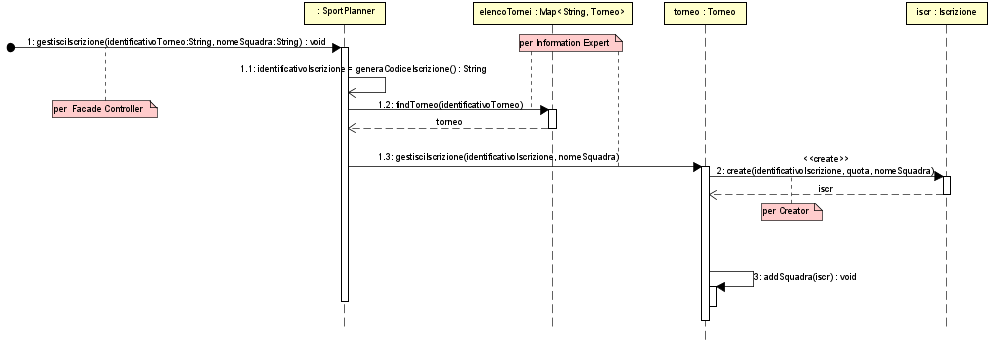 : SportPlanner
elencoTornei : Map<String, Torneo>
torneo : Torneo
iscr : Iscrizione
1: gestisciIscrizione(identificativoTorneo:String, nomeSquadra:String) : void
per Information Expert
1.1: identificativoIscrizione = generaCodiceIscrizione() : String
per Facade Controller
1.2: findTorneo(identificativoTorneo)
torneo
1.3: gestisciIscrizione(identificativoIscrizione, nomeSquadra)
<<create>>
2: create(identificativoIscrizione, quota, nomeSquadra)
iscr
per Creator
3: addSquadra(iscr) : void